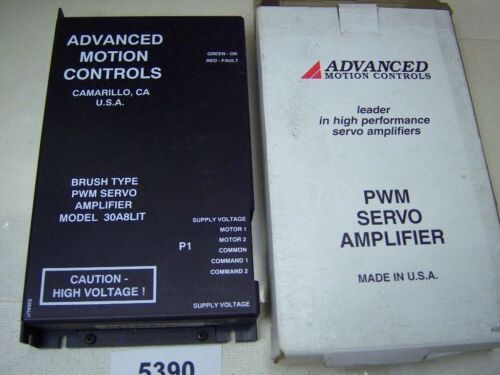 ADVANCED
MOTION
CONTROLS
CAMARILLO, CA
U.S.A.
GREEN - OK
RED - FAULT
BRUSH TYPE
PWM SERVO
AMPLIFIER
MODEL 30A8LIT
SUPPLY VOLTAGE
MOTOR 1
MOTOR 2
P1
COMMON
COMMAND 1
COMMAND 2
SUPPLY VOLTAGE
CAUTION -
HIGH VOLTAGE !
ADVANCED
MOTION CONTROLS
leader
in high performance
servo amplifiers
PWM
SERVO
AMPLIFIER
MADE IN U.S.A.
5390